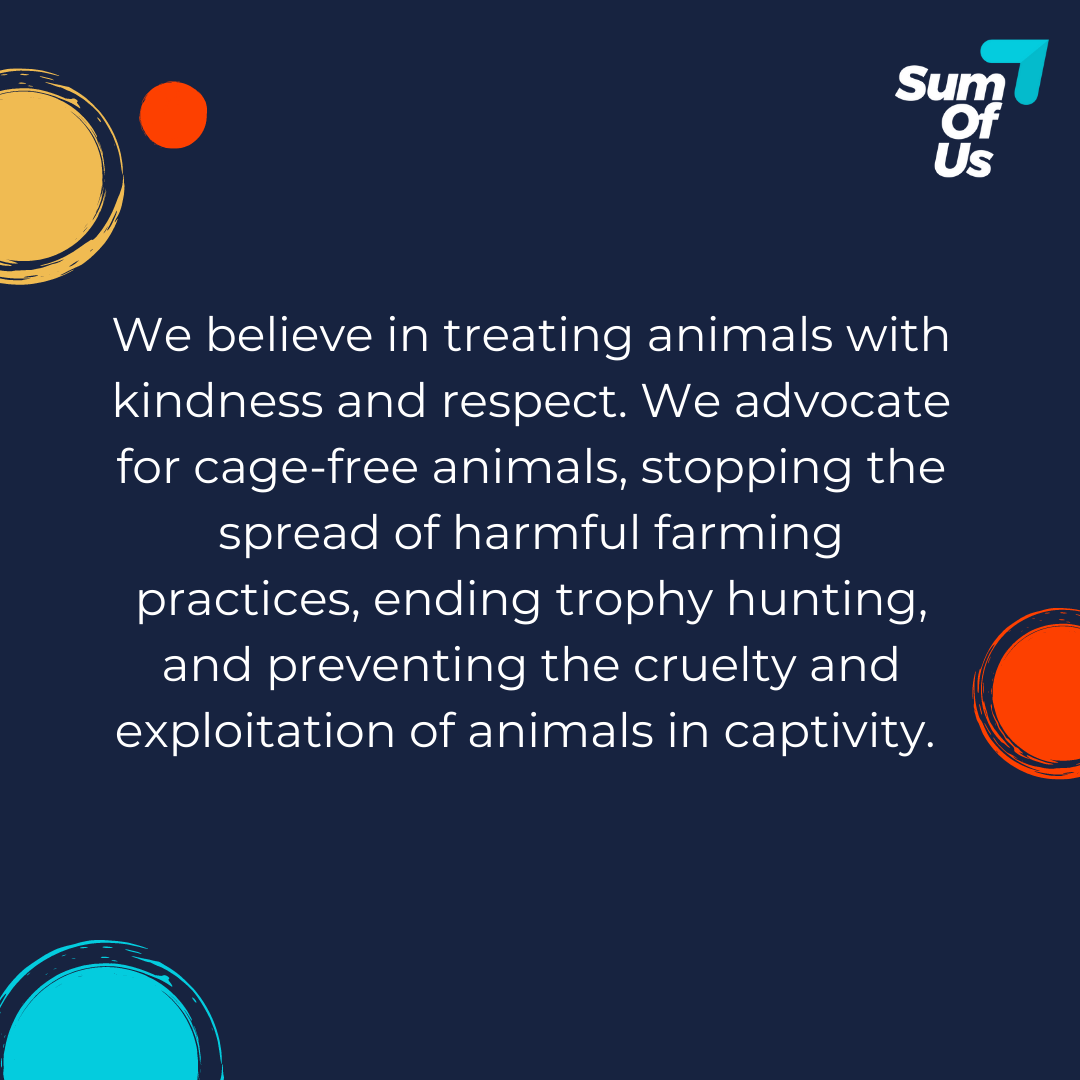 Sum
Of
Us
We believe in treating animals with
kindness and respect. We advocate
for cage-free animals, stopping the
spread of harmful farming
practices, ending trophy hunting,
and preventing the cruelty and
exploitation of animals in captivity.